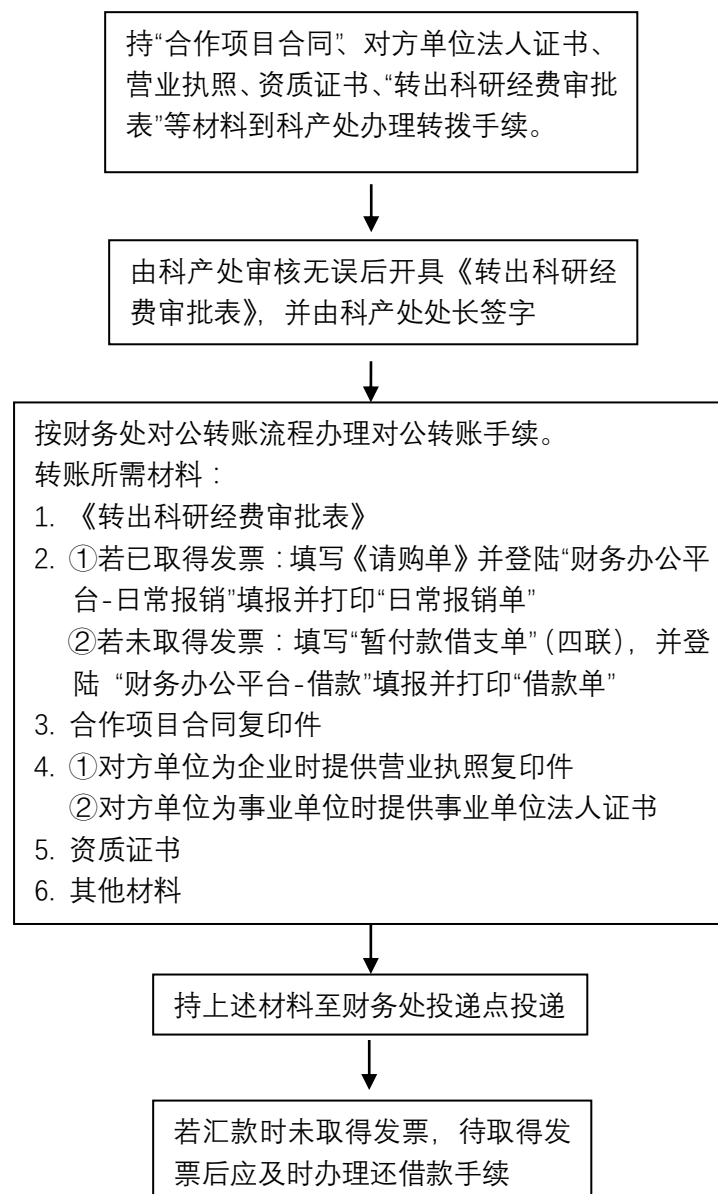 持“合作项目合同”、对方单位法人证书、
营业执照、资质证书、“转出科研经费审批
表”等材料到科产处办理转拨手续。
由科产处审核无误后开具《转出科研经
费审批表》，并由科产处处长签字
按财务处对公转账流程办理对公转账手续。
转账所需材料：
1. 《转出科研经费审批表》
2. ①若已取得发票：填写《请购单》并登陆“财务办公平
台-日常报销”填报并打印“日常报销单”
②若未取得发票：填写“暂付款借支单”（四联），并登
陆 “财务办公平台-借款”填报并打印“借款单”
3. 合作项目合同复印件
4. ①对方单位为企业时提供营业执照复印件
②对方单位为事业单位时提供事业单位法人证书
5. 资质证书
6. 其他材料
持上述材料至财务处投递点投递
若汇款时未取得发票，待取得发
票后应及时办理还借款手续